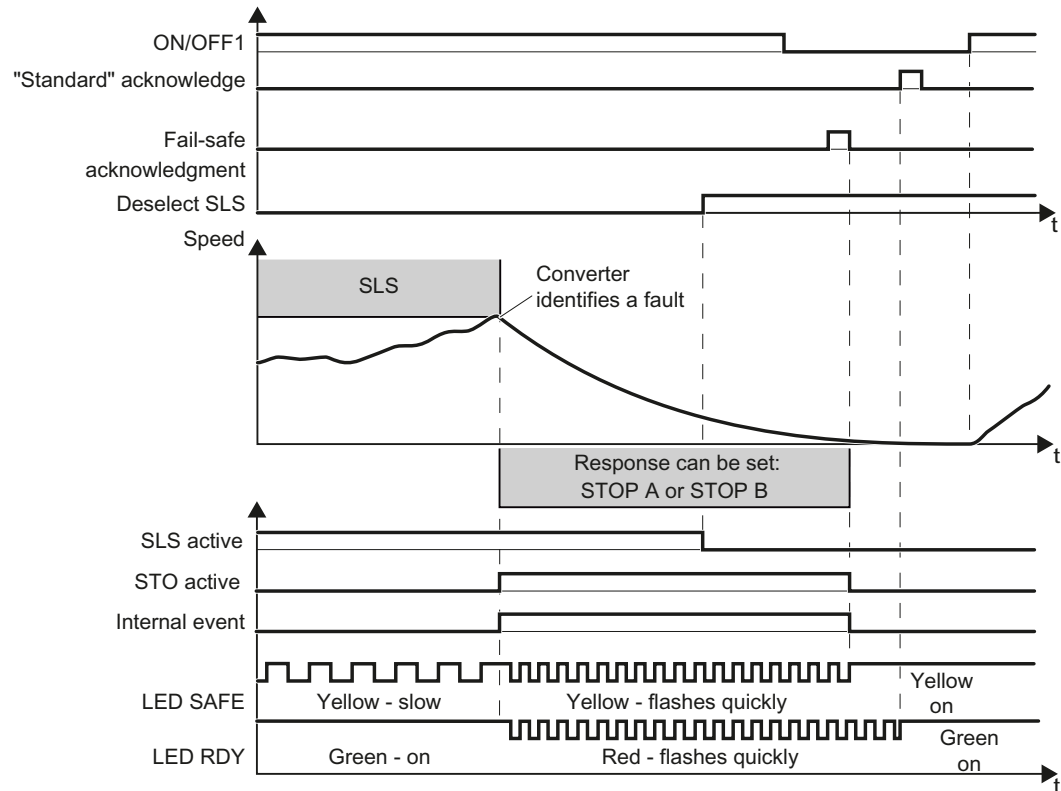 ON/OFF1
"Standard" acknowledge
Fail-safe
acknowledgment
Deselect SLS
t
Speed
SLS
Converter
identifies a fault
t
Response can be set:
STOP A or STOP B
SLS active
STO active
Internal event
LED SAFE
Yellow - slow
Yellow - flashes quickly
Yellow
on
LED RDY
Green - on
Red - flashes quickly
Green
on
t